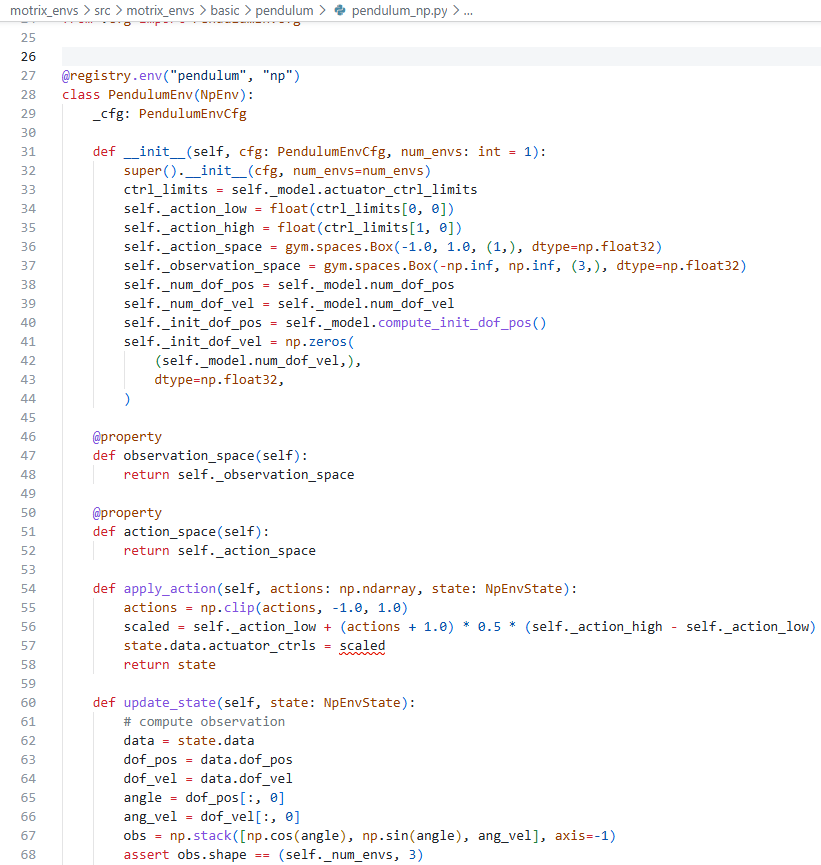 motrix_envs > src > motrix_envs > basic > pendulum > pendulum_np.py > ...
25
26
27 @registry.env("pendulum", "np")
28 class PendulumEnv(NpEnv):
29     _cfg: PendulumEnvCfg
30
31     def __init__(self, cfg: PendulumEnvCfg, num_envs: int = 1):
32         super().__init__(cfg, num_envs=num_envs)
33         ctrl_limits = self._model.actuator_ctrl_limits
34         self._action_low = float(ctrl_limits[0, 0])
35         self._action_high = float(ctrl_limits[1, 0])
36         self._action_space = gym.spaces.Box(-1.0, 1.0, (1,), dtype=np.float32)
37         self._observation_space = gym.spaces.Box(-np.inf, np.inf, (3,), dtype=np.float32)
38         self._num_dof_pos = self._model.num_dof_pos
39         self._num_dof_vel = self._model.num_dof_vel
40         self._init_dof_pos = self._model.compute_init_dof_pos()
41         self._init_dof_vel = np.zeros(
42             (self._model.num_dof_vel,),
43             dtype=np.float32,
44         )
45
46     @property
47     def observation_space(self):
48         return self._observation_space
49
50     @property
51     def action_space(self):
52         return self._action_space
53
54     def apply_action(self, actions: np.ndarray, state: NpEnvState):
55         actions = np.clip(actions, -1.0, 1.0)
56         scaled = self._action_low + (actions + 1.0) * 0.5 * (self._action_high - self._action_low)
57         state.data.actuator_ctrls = scaled
58         return state
59
60     def update_state(self, state: NpEnvState):
61         # compute observation
62         data = state.data
63         dof_pos = data.dof_pos
64         dof_vel = data.dof_vel
65         angle = dof_pos[:, 0]
66         ang_vel = dof_vel[:, 0]
67         obs = np.stack([np.cos(angle), np.sin(angle), ang_vel], axis=-1)
68         assert obs.shape == (self._num_envs, 3)